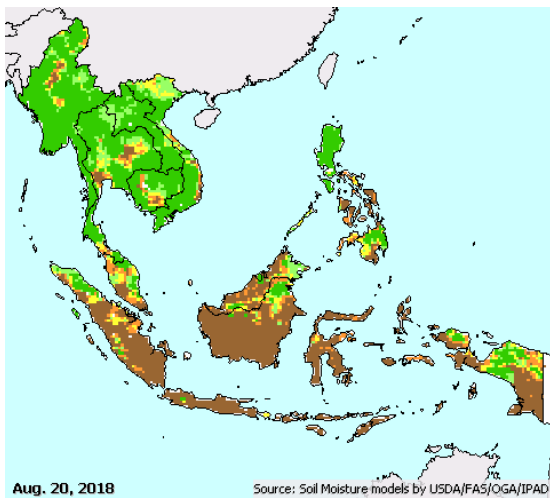 Aug. 20, 2018
Source: Soil Moisture models by USDA/FAS/OGA/IPAD